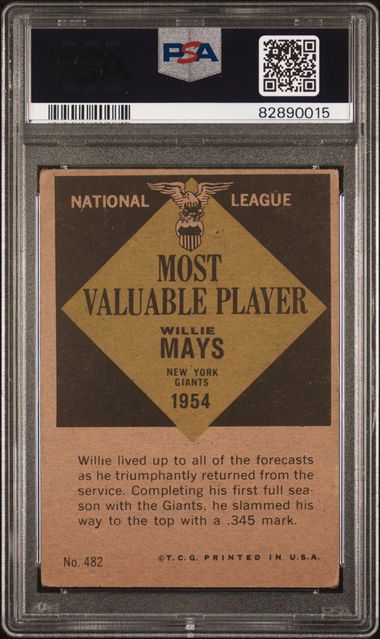 PSA PSA
82890015
NATIONAL LEAGUE
MOST
VALUABLE PLAYER
WILLIE
MAYS
NEW YORK
GIANTS
1954
Willie lived up to all of the forecasts
as he triumphantly returned from the
service. Completing his first full sea-
son with the Giants, he slammed his
way to the top with a .345 mark.
No. 482 ©T.C.G. PRINTED IN U.S.A.